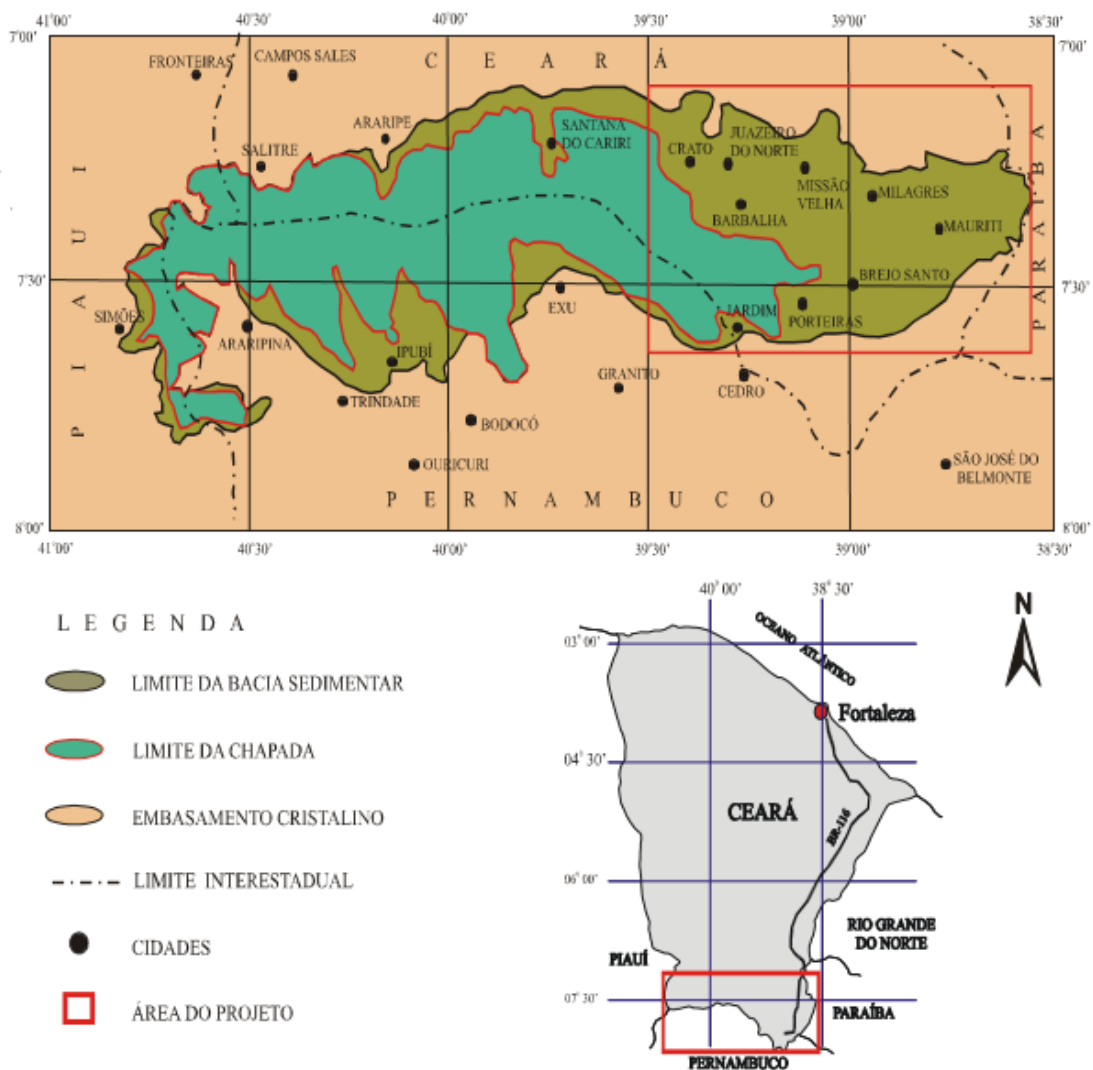 41°00'
40°30'
40°00'
39°30'
39°00'
38°30'
7°00'
7°00'
C E A R Á
FRONTEIRAS
CAMPOS SALES
ARARIPE
SANTANA
DO CARIRI
SALITRE
CRATO
JUAZEIRO
DO NORTE
MISSÃO
VELHA
MILAGRES
BARBALHA
MAURITI
P I A U I
P A R A I B A
7°30'
7°30'
BREJO SANTO
SIMÕES
ARARIPINA
EXU
JARDIM
PORTEIRAS
IPUBÍ
GRANITO
CEDRO
TRINDADE
BODOCÓ
OURICURI
SÃO JOSÉ DO
BELMONTE
P E R N A M B U C O
8°00'
8°00'
41°00'
40°30'
40°00'
39°30'
39°00'
38°30'
L E G E N D A
LIMITE DA BACIA SEDIMENTAR
LIMITE DA CHAPADA
EMBASAMENTO CRISTALINO
LIMITE INTERESTADUAL
CIDADES
ÁREA DO PROJETO
40° 00'
38° 30'
N
03° 00'
OCEANO ATLÂNTICO
Fortaleza
04° 30'
CEARÁ
BR-116
06° 00'
RIO GRANDE
DO NORTE
PIAUÍ
07° 30'
PARAÍBA
PERNAMBUCO